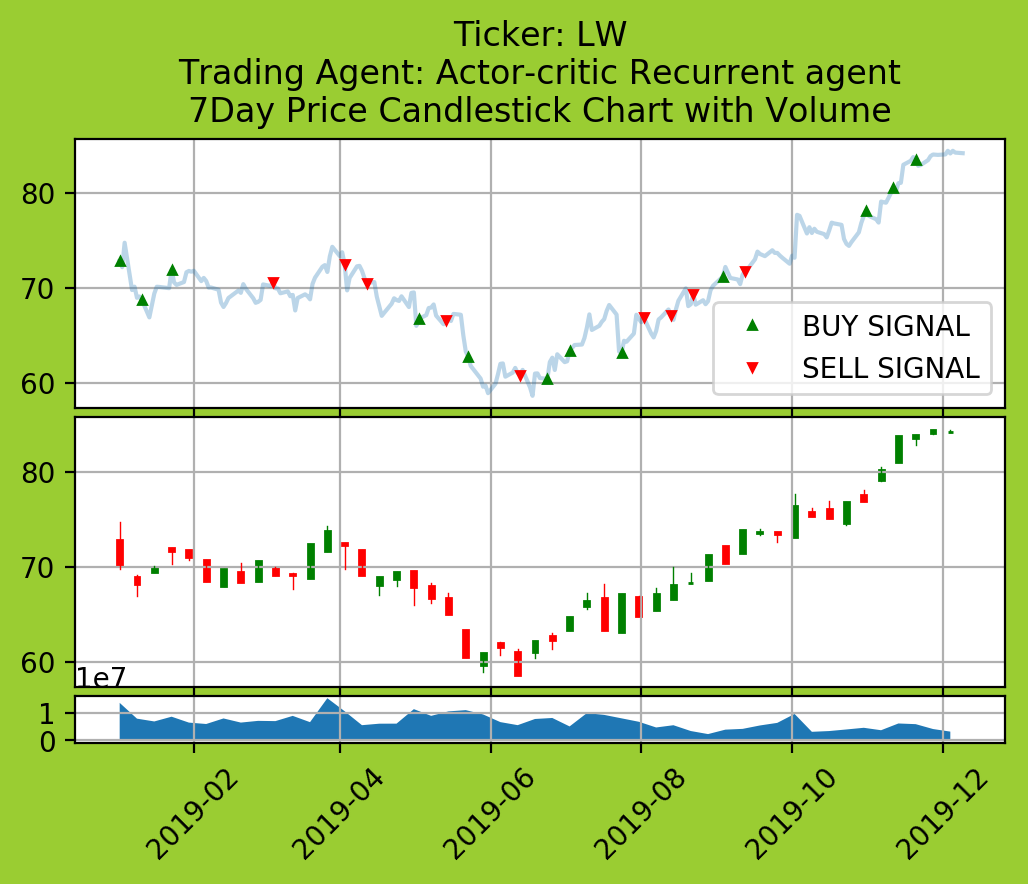 Ticker: LW
Trading Agent: Actor-critic Recurrent agent
7Day Price Candlestick Chart with Volume
80
70
60
BUY SIGNAL
SELL SIGNAL
80
70
60
1e7
1
0
2019-02
2019-04
2019-06
2019-08
2019-10
2019-12